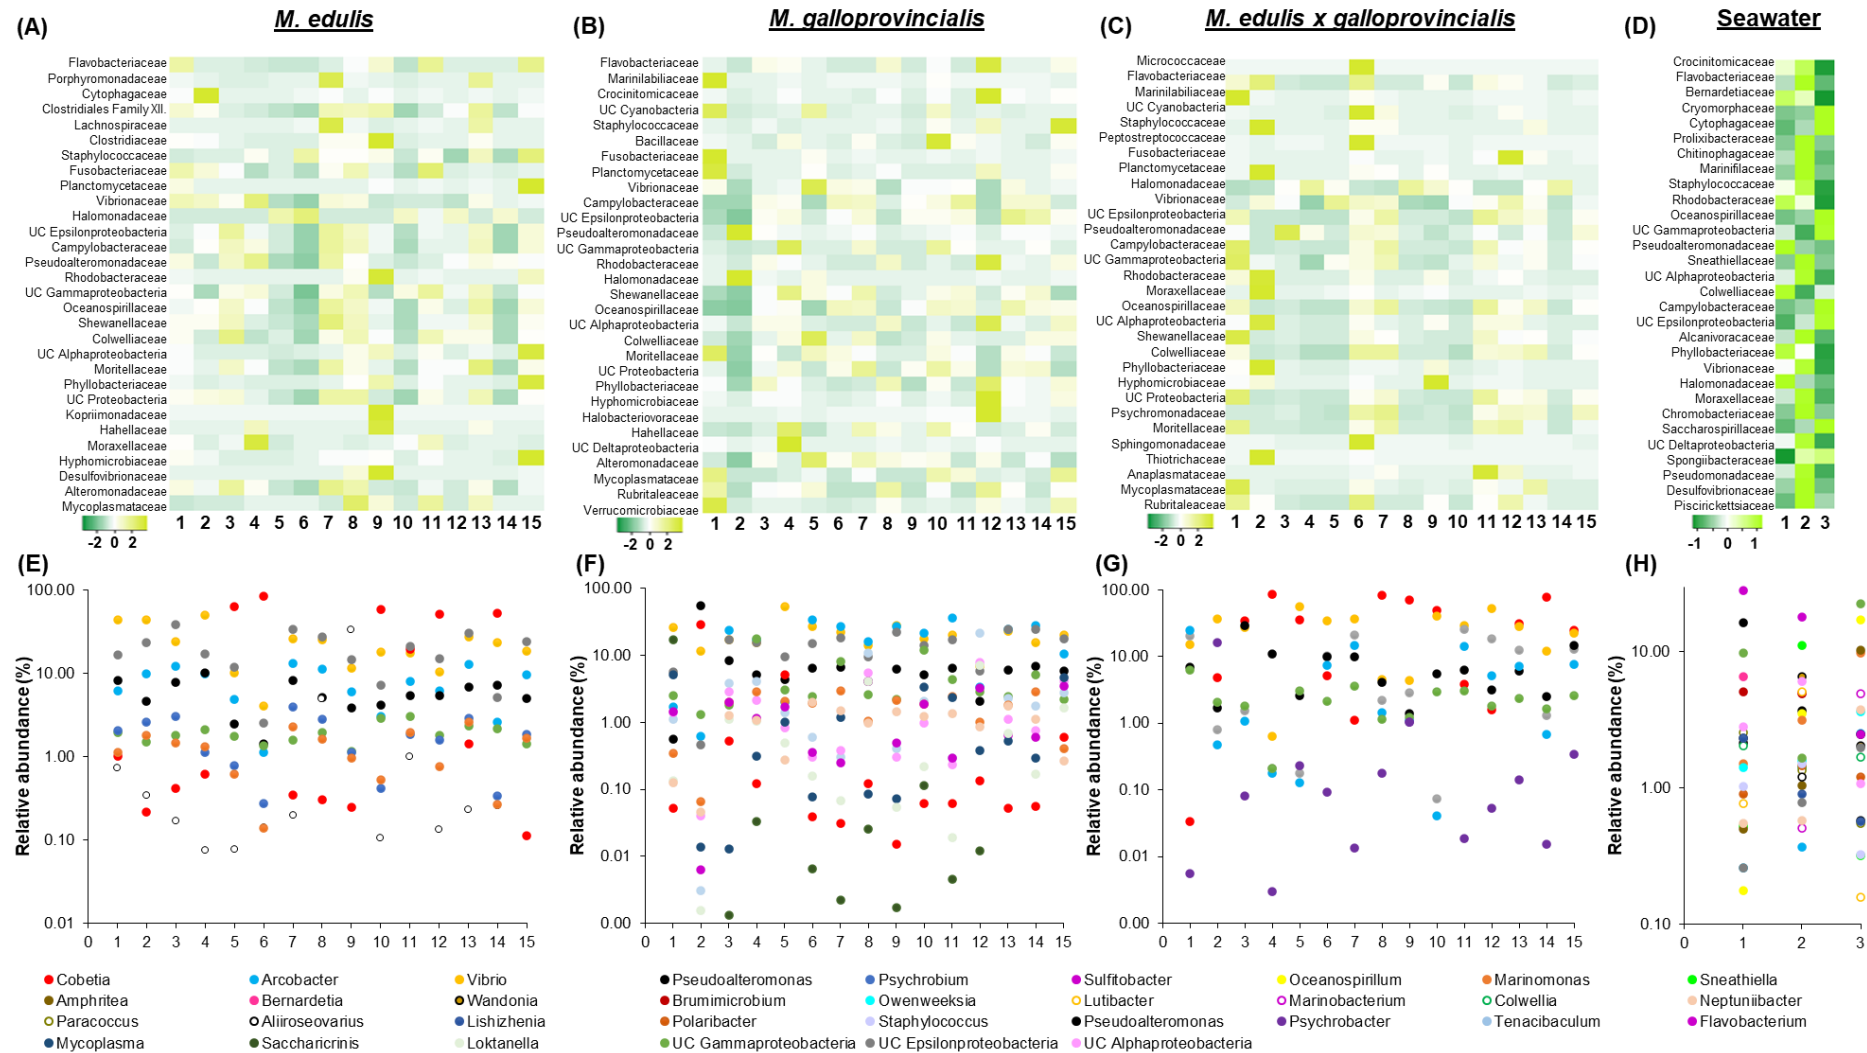 (A) M. edulis (B) M. galloprovincialis (C) M. edulis x galloprovincialis (D) Seawater
Flavobacteriaceae
Porphyromonadaceae
Cytophagaceae
Clostridiales Family XII.
Lachnospiraceae
Clostridiaceae
Staphylococcaceae
Fusobacteriaceae
Planctomycetaceae
Vibrionaceae
Halomonadaceae
UC Epsilonproteobacteria
Campylobacteraceae
Pseudoalteromonadaceae
Rhodobacteraceae
UC Gammaproteobacteria
Oceanospirillaceae
Shewanellaceae
Colwelliaceae
UC Alphaproteobacteria
Moritellaceae
Phyllobacteriaceae
UC Proteobacteria
Kopriimonadaceae
Hahellaceae
Moraxellaceae
Hyphomicrobiaceae
Desulfovibrionaceae
Alteromonadaceae
Mycoplasmataceae
1 2 3 4 5 6 7 8 9 10 11 12 13 14 15
-2 0 2
Flavobacteriaceae
Marinilabiliaceae
Crocinitomicaceae
UC Cyanobacteria
Staphylococcaceae
Bacillaceae
Fusobacteriaceae
Planctomycetaceae
Vibrionaceae
Campylobacteraceae
UC Epsilonproteobacteria
Pseudoalteromonadaceae
UC Gammaproteobacteria
Rhodobacteraceae
Halomonadaceae
Shewanellaceae
Oceanospirillaceae
UC Alphaproteobacteria
Colwelliaceae
Moritellaceae
UC Proteobacteria
Phyllobacteriaceae
Hyphomicrobiaceae
Halobacteriovoraceae
Hahellaceae
UC Deltaproteobacteria
Alteromonadaceae
Mycoplasmataceae
Rubritaleaceae
Verrucomicrobiaceae
1 2 3 4 5 6 7 8 9 10 11 12 13 14 15
-2 0 2
Micrococcaceae
Flavobacteriaceae
Marinilabiliaceae
UC Cyanobacteria
Staphylococcaceae
Peptostreptococcaceae
Fusobacteriaceae
Planctomycetaceae
Halomonadaceae
Vibrionaceae
UC Epsilonproteobacteria
Pseudoalteromonadaceae
Campylobacteraceae
UC Gammaproteobacteria
Rhodobacteraceae
Moraxellaceae
Oceanospirillaceae
UC Alphaproteobacteria
Shewanellaceae
Colwelliaceae
Phyllobacteriaceae
Hyphomicrobiaceae
UC Proteobacteria
Psychromonadaceae
Moritellaceae
Sphingomonadaceae
Thiotrichaceae
Anaplasmataceae
Mycoplasmataceae
Rubritaleaceae
1 2 3 4 5 6 7 8 9 10 11 12 13 14 15
-2 0 2
Crocinitomicaceae
Flavobacteriaceae
Bernardetiaceae
Cryomorphaceae
Cytophagaceae
Prolixibacteraceae
Chitinophagaceae
Marinifilaceae
Staphylococcaceae
Rhodobacteraceae
Oceanospirillaceae
UC Gammaproteobacteria
Pseudoalteromonadaceae
Sneathiellaceae
UC Alphaproteobacteria
Colwelliaceae
Campylobacteraceae
UC Epsilonproteobacteria
Alcanivoracaceae
Phyllobacteriaceae
Vibrionaceae
Halomonadaceae
Moraxellaceae
Chromobacteriaceae
Saccharospirillaceae
UC Deltaproteobacteria
Spongiibacteraceae
Pseudomonadaceae
Desulfovibrionaceae
Piscirickettsiaceae
1 2 3
-1 0 1
(E)
Relative abundance (%)
100.00
10.00
1.00
0.10
0.01
0 1 2 3 4 5 6 7 8 9 10 11 12 13 14 15
(F)
Relative abundance (%)
100.00
10.00
1.00
0.10
0.01
0.00
0 1 2 3 4 5 6 7 8 9 10 11 12 13 14 15
(G)
Relative abundance (%)
100.00
10.00
1.00
0.10
0.01
0.00
0 1 2 3 4 5 6 7 8 9 10 11 12 13 14 15
(H)
Relative abundance (%)
10.00
1.00
0.10
0 1 2 3
Cobetia Arcobacter Vibrio Pseudoalteromonas Psychrobium Sulfitobacter Oceanospirillum Marinomonas Sneathiella
Amphritea Bernardetia Wandonia Brumimicrobium Owenweeksia Lutibacter Marinobacterium Colwellia Neptuniibacter
Paracoccus Aliiroseovarius Lishizhenia Polaribacter Staphylococcus Pseudoalteromonas Psychrobacter Tenacibaculum Flavobacterium
Mycoplasma Saccharicrinis Loktanella UC Gammaproteobacteria UC Epsilonproteobacteria UC Alphaproteobacteria